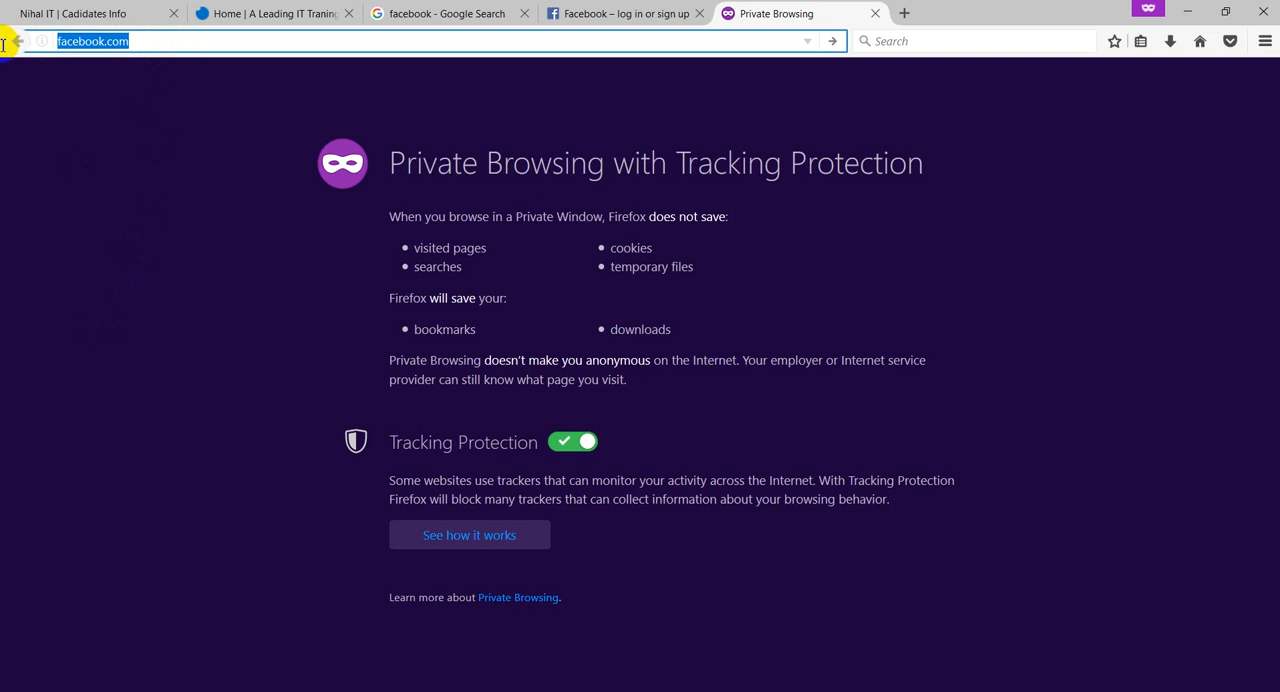 Nihal IT | Cadidates Info
Home | A Leading IT Traning
facebook - Google Search
Facebook – log in or sign up
Private Browsing
facebook.com
Search
Private Browsing with Tracking Protection
When you browse in a Private Window, Firefox does not save:
visited pages
cookies
searches
temporary files
Firefox will save your:
bookmarks
downloads
Private Browsing doesn't make you anonymous on the Internet. Your employer or Internet service
provider can still know what page you visit.
Tracking Protection
Some websites use trackers that can monitor your activity across the Internet. With Tracking Protection
Firefox will block many trackers that can collect information about your browsing behavior.
See how it works
Learn more about Private Browsing.